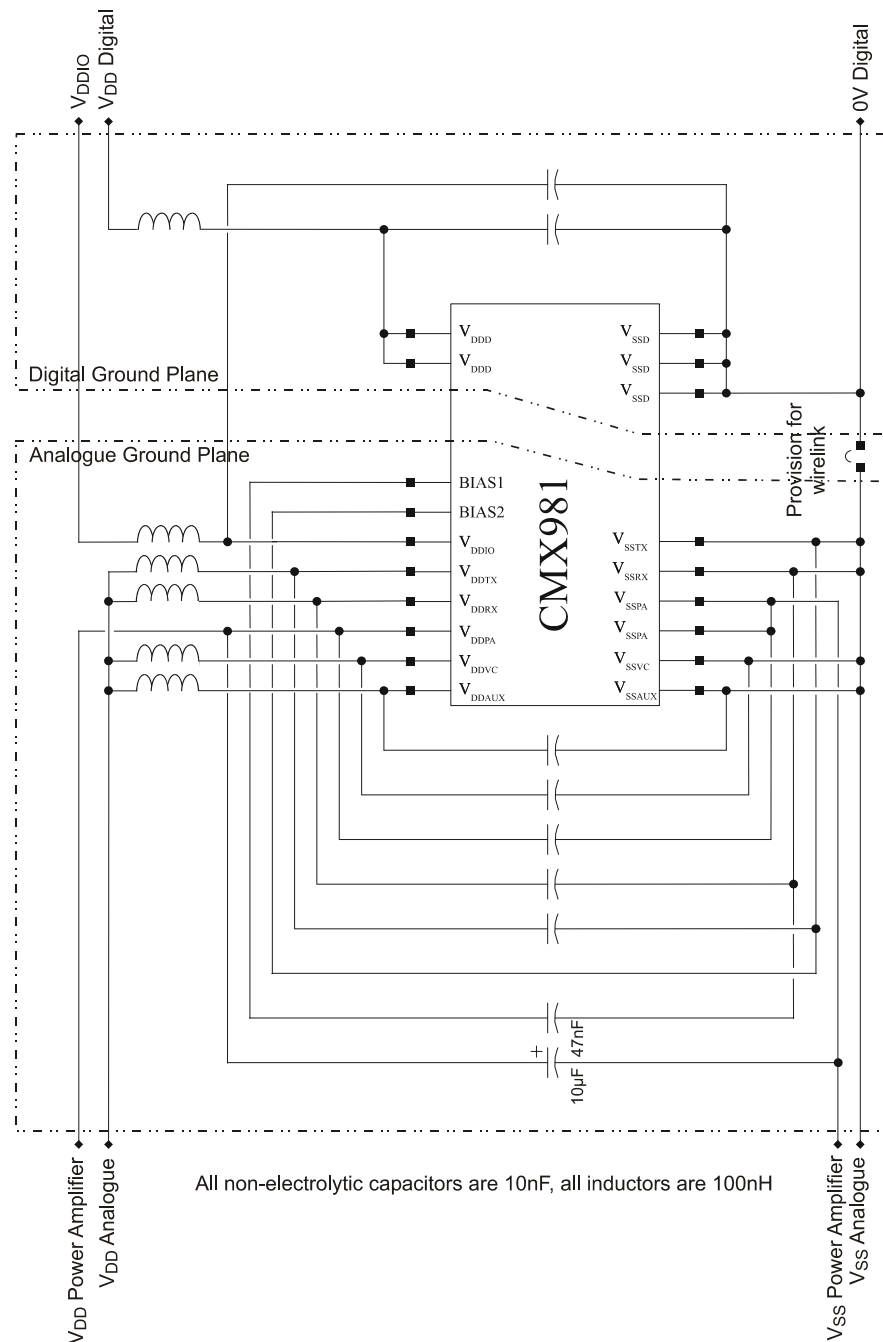 VDDIO
VDD Digital
0V Digital
VDDD
VDDD
VSSD
VSSD
VSSD
Digital Ground Plane
Analogue Ground Plane
Provision for
wirelink
CMX981
BIAS1
BIAS2
VDDIO
VDDTX
VDDRX
VDDPA
VDDVC
VDDAUX
VSSTX
VSSRX
VSSPA
VSSPA
VSSVC
VSSAUX
47nF
+
10µF
All non-electrolytic capacitors are 10nF, all inductors are 100nH
VDD Power Amplifier
VDD Analogue
VSS Power Amplifier
VSS Analogue